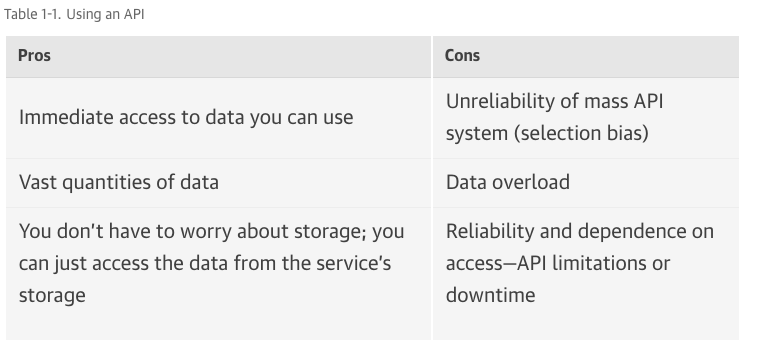 Table 1-1. Using an API
Pros
Cons
Immediate access to data you can use
Unreliability of mass API
system (selection bias)
Vast quantities of data
Data overload
You don’t have to worry about storage; you
can just access the data from the service’s
storage
Reliability and dependence on
access—API limitations or
downtime